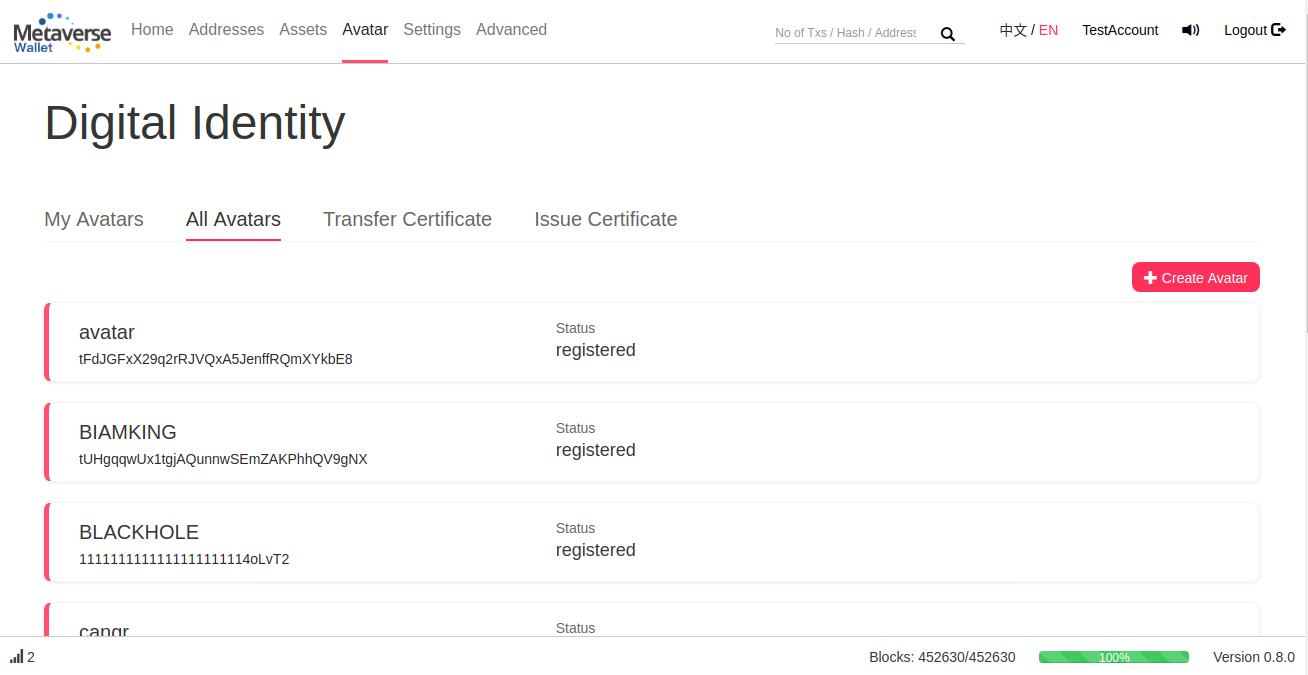 Metaverse
Wallet
Home Addresses Assets Avatar Settings Advanced
No of Txs / Hash / Address
中文 / EN TestAccount Logout
Digital Identity
My Avatars All Avatars Transfer Certificate Issue Certificate
Create Avatar
avatar
tFdJGFxX29q2rRJVQxA5JenffRQmXYkbE8
Status
registered
BIAMKING
tUHgqqwUx1tgjAQunnwSEmZAKPhhQV9gNX
Status
registered
BLACKHOLE
1111111111111111111114oLvT2
Status
registered
cangr
Status
2
Blocks: 452630/452630 100% Version 0.8.0